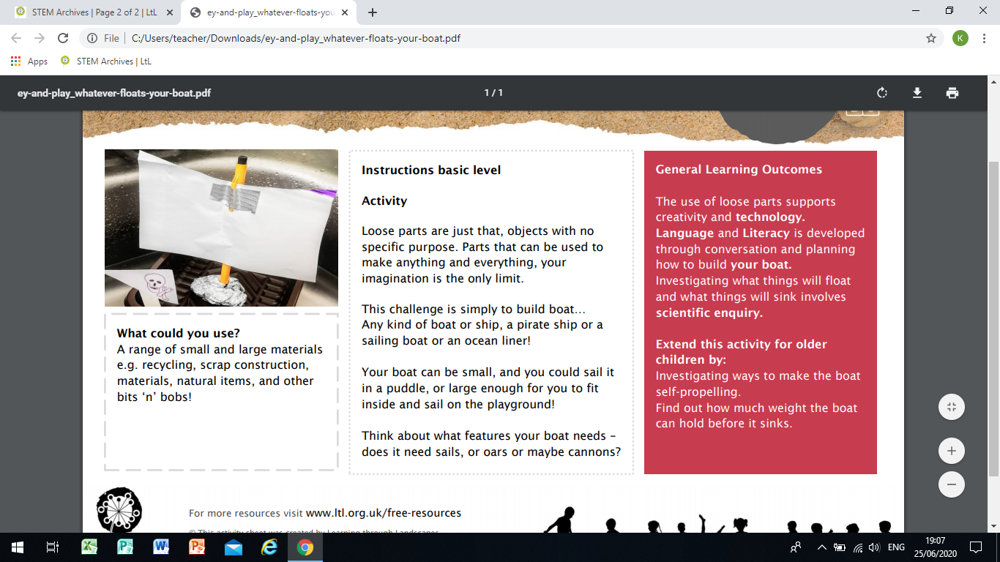 STEM Archives | Page 2 of 2 | LtL
ey-and-play_whatever-floats-you
File
C:/Users/teacher/Downloads/ey-and-play_whatever-floats-your-boat.pdf
K
Apps
STEM Archives | LtL
ey-and-play_whatever-floats-your-boat.pdf
1 / 1
What could you use?
A range of small and large materials
e.g. recycling, scrap construction,
materials, natural items, and other
bits ‘n’ bobs!
Instructions basic level
Activity
Loose parts are just that, objects with no
specific purpose. Parts that can be used to
make anything and everything, your
imagination is the only limit.
This challenge is simply to build boat…
Any kind of boat or ship, a pirate ship or a
sailing boat or an ocean liner!
Your boat can be small, and you could sail it
in a puddle, or large enough for you to fit
inside and sail on the playground!
Think about what features your boat needs –
does it need sails, or oars or maybe cannons?
General Learning Outcomes
The use of loose parts supports
creativity and technology.
Language and Literacy is developed
through conversation and planning
how to build your boat.
Investigating what things will float
and what things will sink involves
scientific enquiry.
Extend this activity for older
children by:
Investigating ways to make the boat
self-propelling.
Find out how much weight the boat
can hold before it sinks.
For more resources visit www.ltl.org.uk/free-resources
© This activity sheet was created by Learning through Landscapes
ENG
19:07
25/06/2020